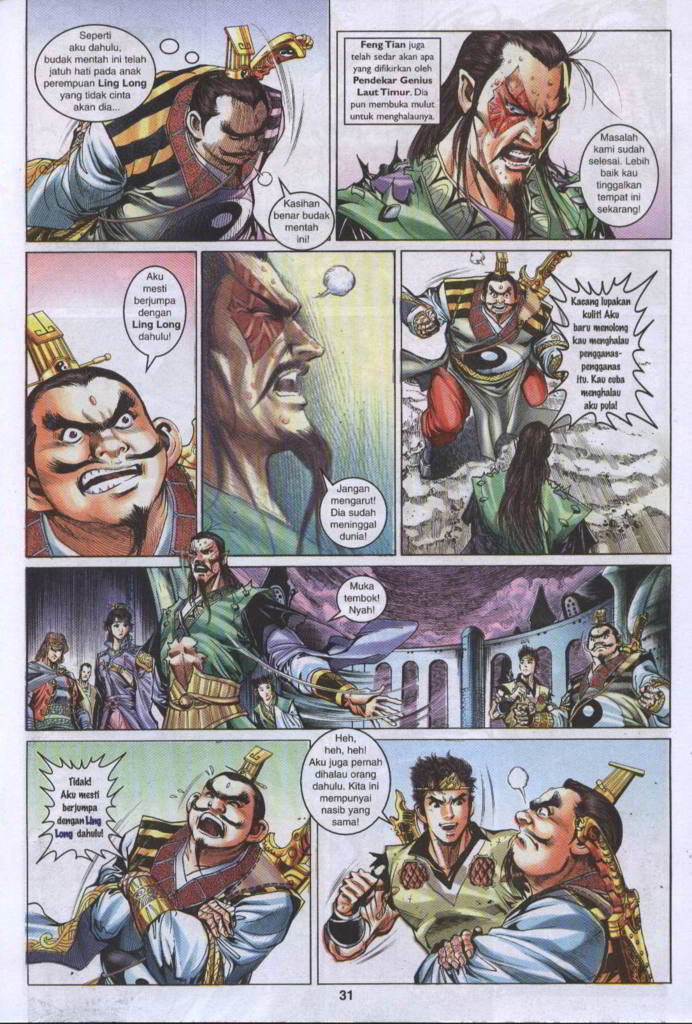 Seperti
aku dahulu,
budak mentah ini telah
jatuh hati pada anak
perempuan Ling Long
yang tidak cinta
akan dia...
Kasihan
benar budak
mentah
ini!
Feng Tian juga
telah sedar akan apa
yang difikirkan oleh
Pendekar Genius
Laut Timur. Dia
pun membuka mulut
untuk menghalaunya.
Masalah
kami sudah
selesai. Lebih
baik kau
tinggalkan
tempat ini
sekarang!
Aku
mesti
berjumpa
dengan
Ling Long
dahulu!
Jangan
mengarut!
Dia sudah
meninggal
dunia!
Kacang lupakan
kulit! Aku
baru menolong
kau menghalau
pengganas-
pengganas
itu. Kau cuba
menghalau
aku pula!
Muka
tembok!
Nyah!
Tidak!
Aku mesti
berjumpa
dengan Ling
Long dahulu!
Heh,
heh, heh!
Aku juga pernah
dihalau orang
dahulu. Kita ini
mempunyai
nasib yang
sama!
31